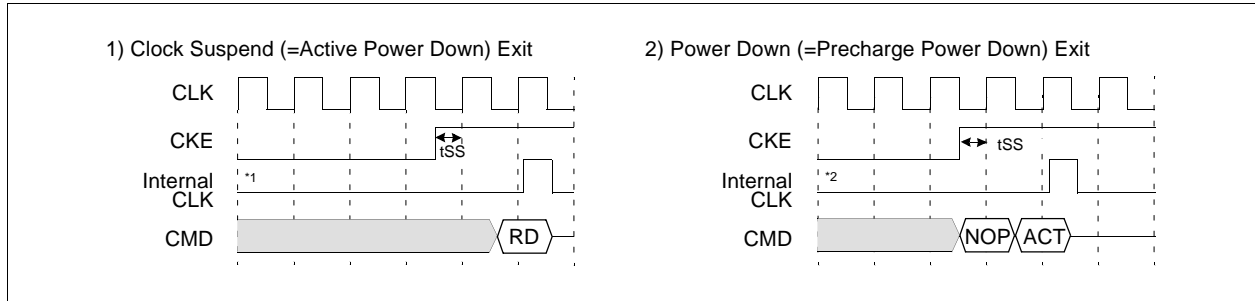 1) Clock Suspend (=Active Power Down) Exit
CLK
CKE
tSS
Internal
CLK
*1
CMD
RD
2) Power Down (=Precharge Power Down) Exit
CLK
CKE
tSS
Internal
CLK
*2
CMD
NOP
ACT